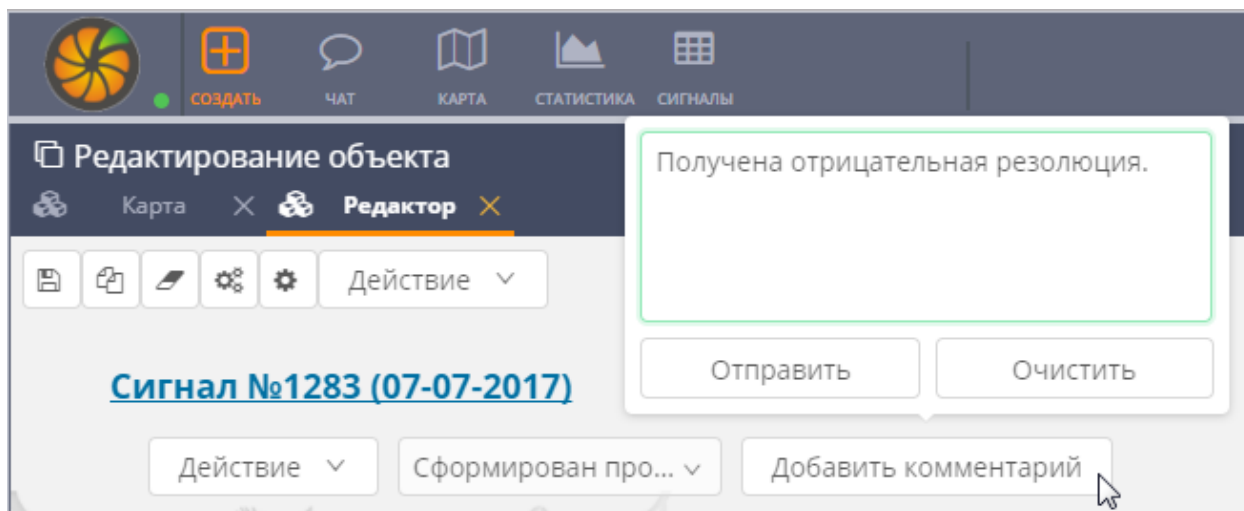 СОЗДАТЬ ЧАТ КАРТА СТАТИСТИКА СИГНАЛЫ
Редактирование объекта
Карта Редактор
Получена отрицательная резолюция.
Действие
Отправить Очистить
Сигнал №1283 (07-07-2017)
Действие Сформирован про... Добавить комментарий